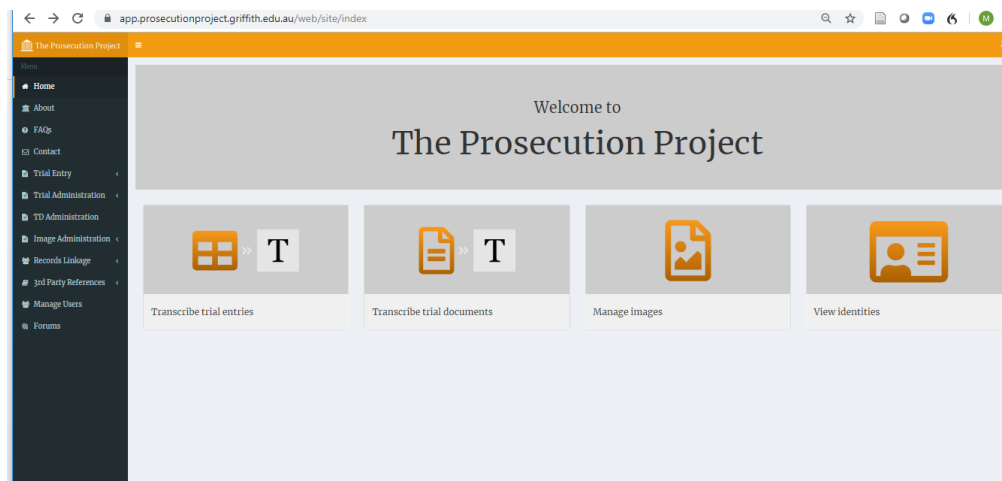 app.prosecutionproject.griffith.edu.au/web/site/index
M
The Prosecution Project
Menu
Home
About
FAQs
Contact
Trial Entry
Trial Administration
TD Administration
Image Administration
Records Linkage
3rd Party References
Manage Users
Forums
Welcome to
The Prosecution Project
T
T
Transcribe trial entries
Transcribe trial documents
Manage images
View identities